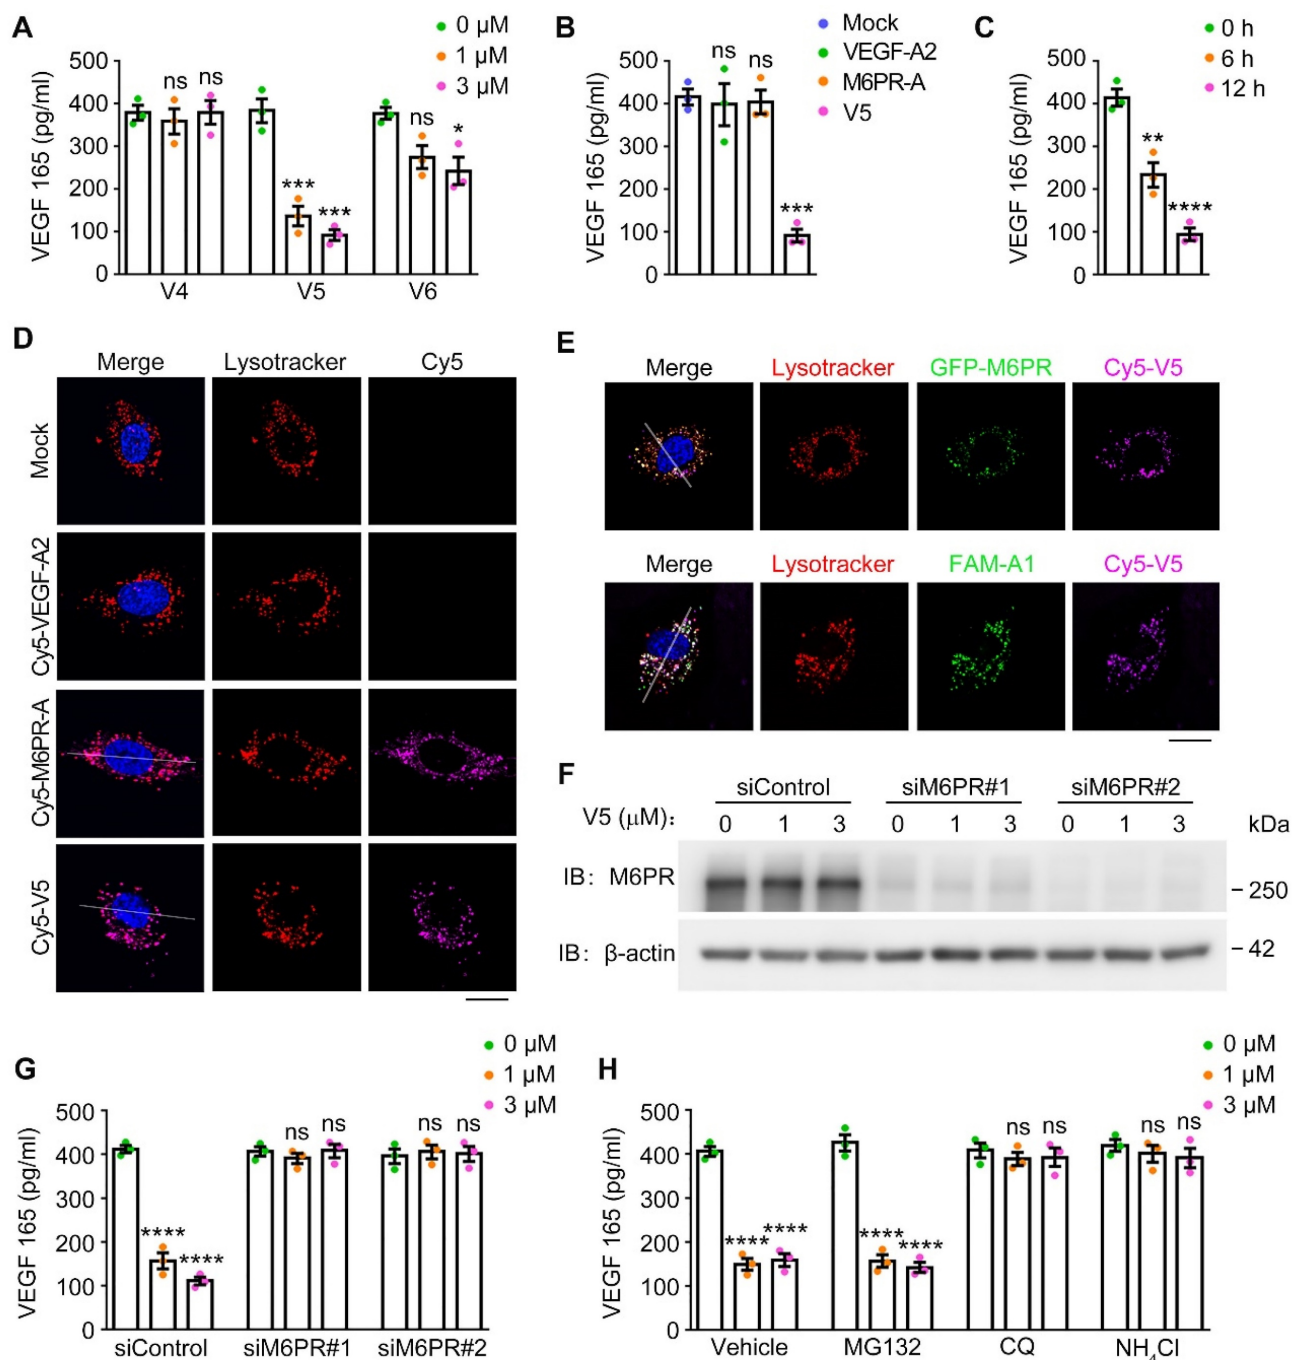 A
0 μM
1 μM
3 μM
VEGF 165 (pg/ml)
500
400
300
200
100
0
ns ns
*** ***
ns *
V4 V5 V6
B
Mock
VEGF-A2
M6PR-A
V5
VEGF 165 (pg/ml)
500
400
300
200
100
0
ns ns ***
C
0 h
6 h
12 h
VEGF 165 (pg/ml)
500
400
300
200
100
0
** ****
D
Merge Lysotracker Cy5
Mock
Cy5-VEGF-A2
Cy5-M6PR-A
Cy5-V5
E
Merge Lysotracker GFP-M6PR Cy5-V5
Merge Lysotracker FAM-A1 Cy5-V5
F
siControl siM6PR#1 siM6PR#2
V5 (μM): 0 1 3 0 1 3 0 1 3 kDa
IB: M6PR - 250
IB: β-actin - 42
G
0 μM
1 μM
3 μM
VEGF 165 (pg/ml)
500
400
300
200
100
0
**** ****
ns ns
ns ns
siControl siM6PR#1 siM6PR#2
H
0 μM
1 μM
3 μM
VEGF 165 (pg/ml)
500
400
300
200
100
0
**** ****
**** ****
ns ns
ns ns
Vehicle MG132 CQ NH₄Cl